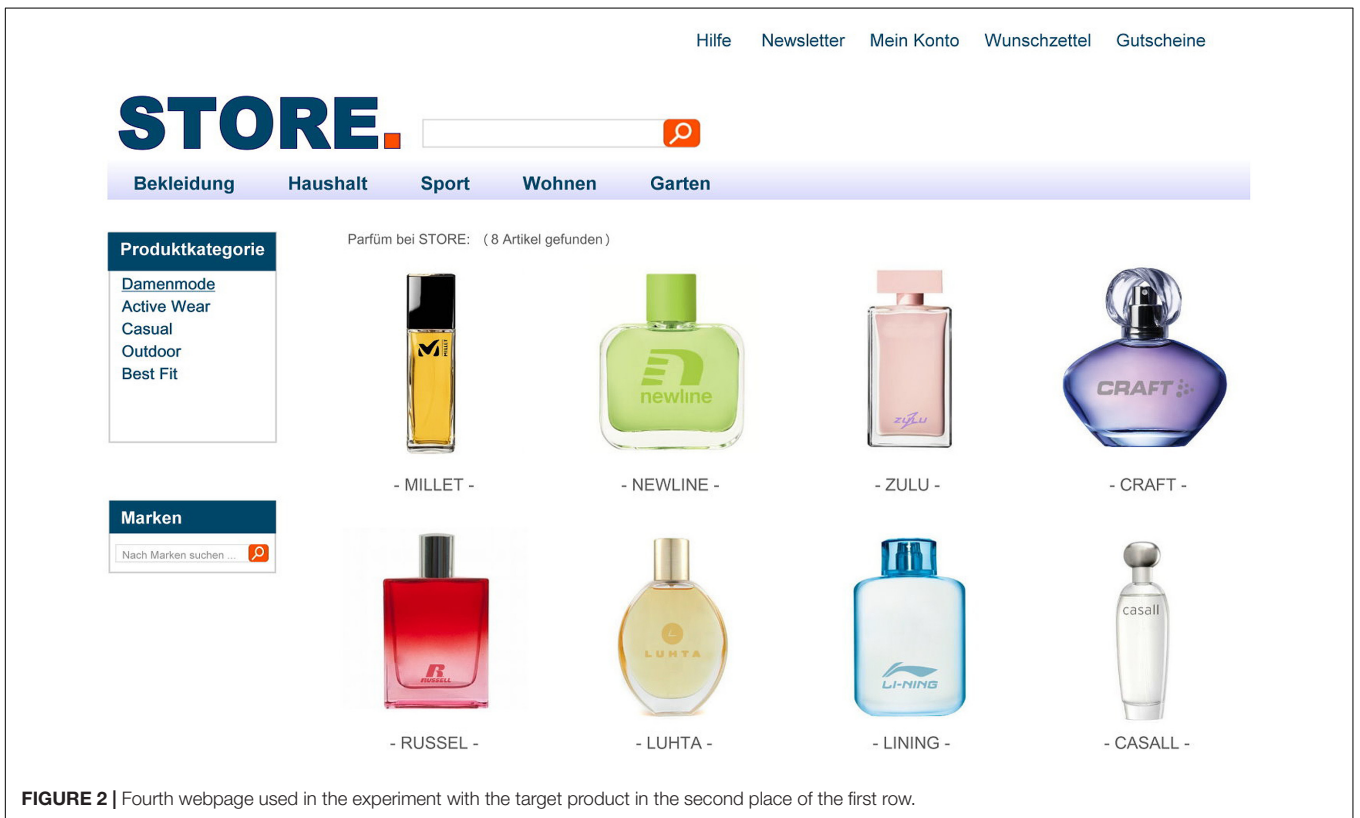 Hilfe Newsletter Mein Konto Wunschzettel Gutscheine
STORE.
Bekleidung Haushalt Sport Wohnen Garten
Produktkategorie
Damenmode
Active Wear
Casual
Outdoor
Best Fit
Marken
Nach Marken suchen ...
Parfüm bei STORE: ( 8 Artikel gefunden )
MILLET
newline
ZULU
CRAFT
- MILLET - - NEWLINE - - ZULU - - CRAFT -
R
RUSSELL
L
LUHTA
LI-NING
casall
- RUSSEL - - LUHTA - - LINING - - CASALL -
FIGURE 2 | Fourth webpage used in the experiment with the target product in the second place of the first row.